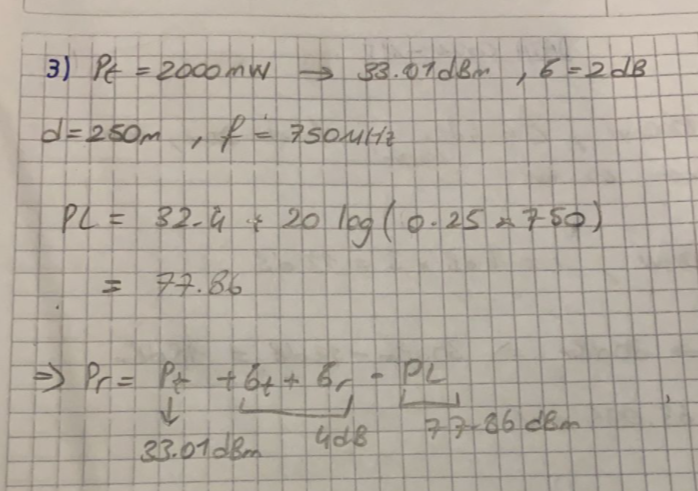 3) Pt = 2000mW → 33.01dBm , G = 2dB
d = 250m , f = 750MHz
PL = 32.4 + 20 log(0.25 × 750)
= 77.86
⇒ Pr = Pt + Gt + Gr - PL
33.01dBm 4dB 77.86 dBm